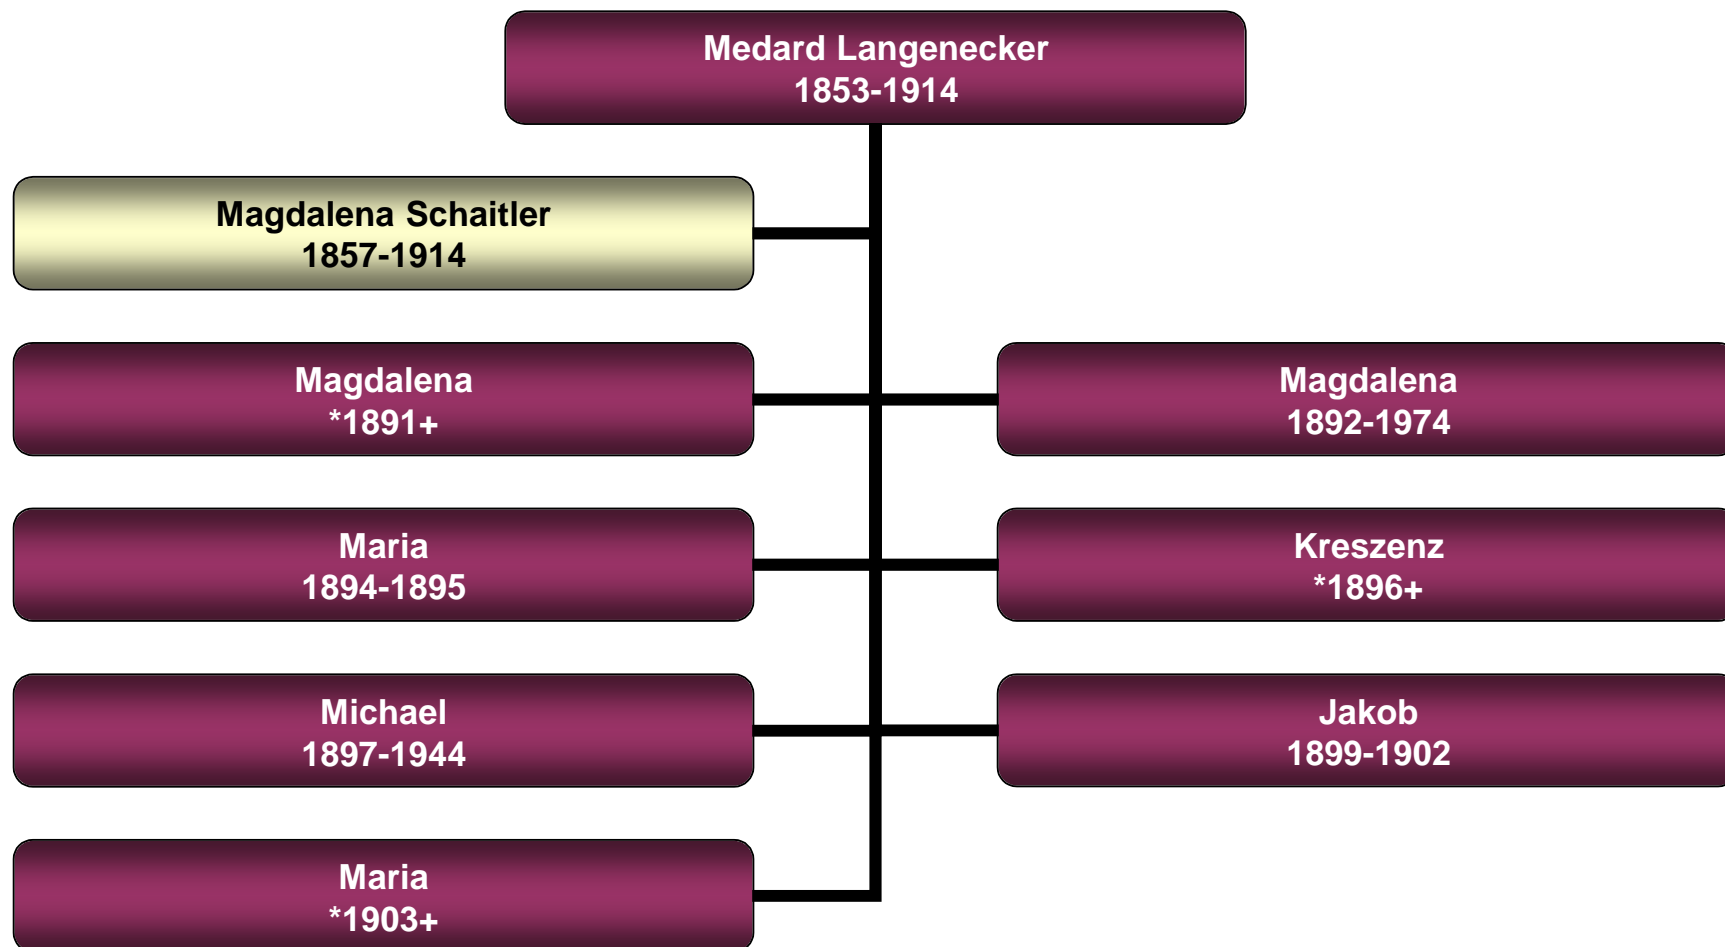 Medard Langenecker
1853-1914
Magdalena Schaitler
1857-1914
Magdalena
*1891+
Magdalena
1892-1974
Maria
1894-1895
Kreszenz
*1896+
Michael
1897-1944
Jakob
1899-1902
Maria
*1903+